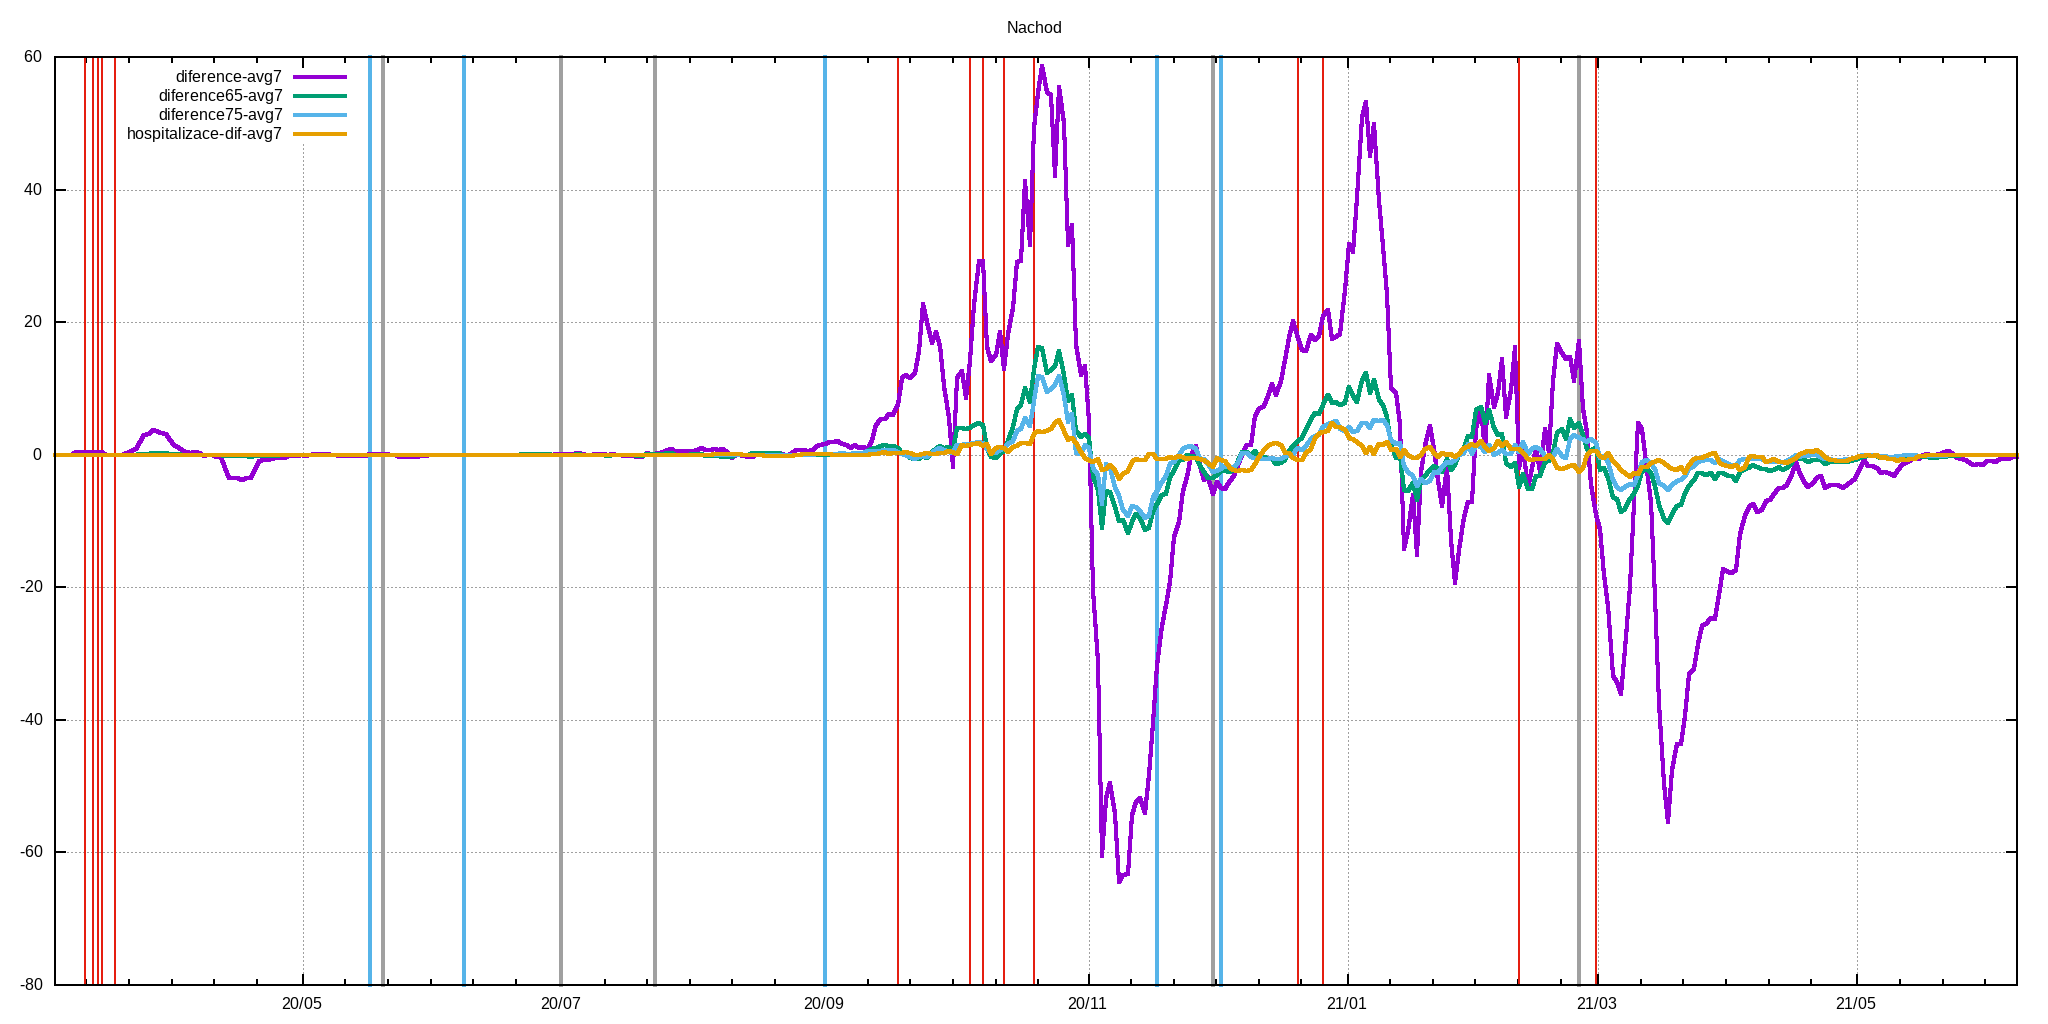 Nachod
diference-avg7
diference65-avg7
diference75-avg7
hospitalizace-dif-avg7
60
40
20
0
-20
-40
-60
-80
20/05 20/07 20/09 20/11 21/01 21/03 21/05